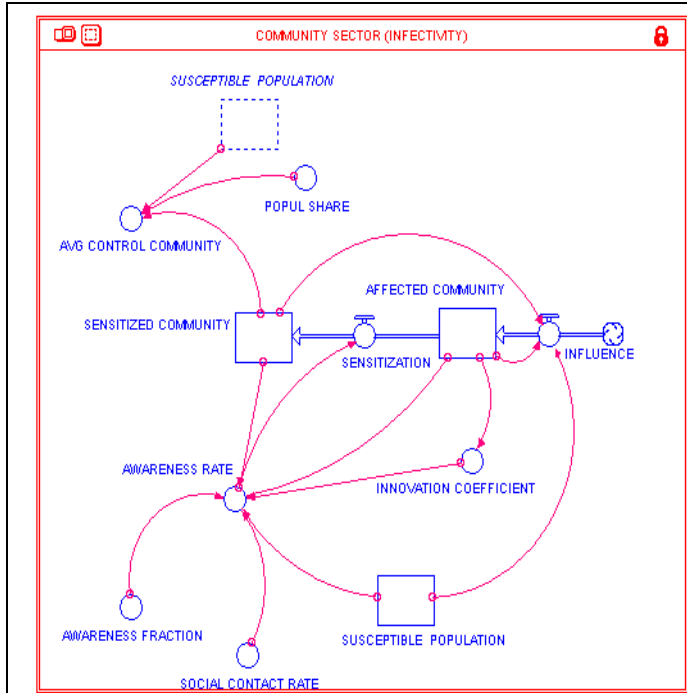 COMMUNITY SECTOR (INFECTIVITY)
SUSCEPTIBLE POPULATION
POPUL SHARE
AVG CONTROL COMMUNITY
AFFECTED COMMUNITY
SENSITIZED COMMUNITY
SENSITIZATION
INFLUENCE
AWARENESS RATE
INNOVATION COEFFICIENT
AWARENESS FRACTION
SUSCEPTIBLE POPULATION
SOCIAL CONTACT RATE